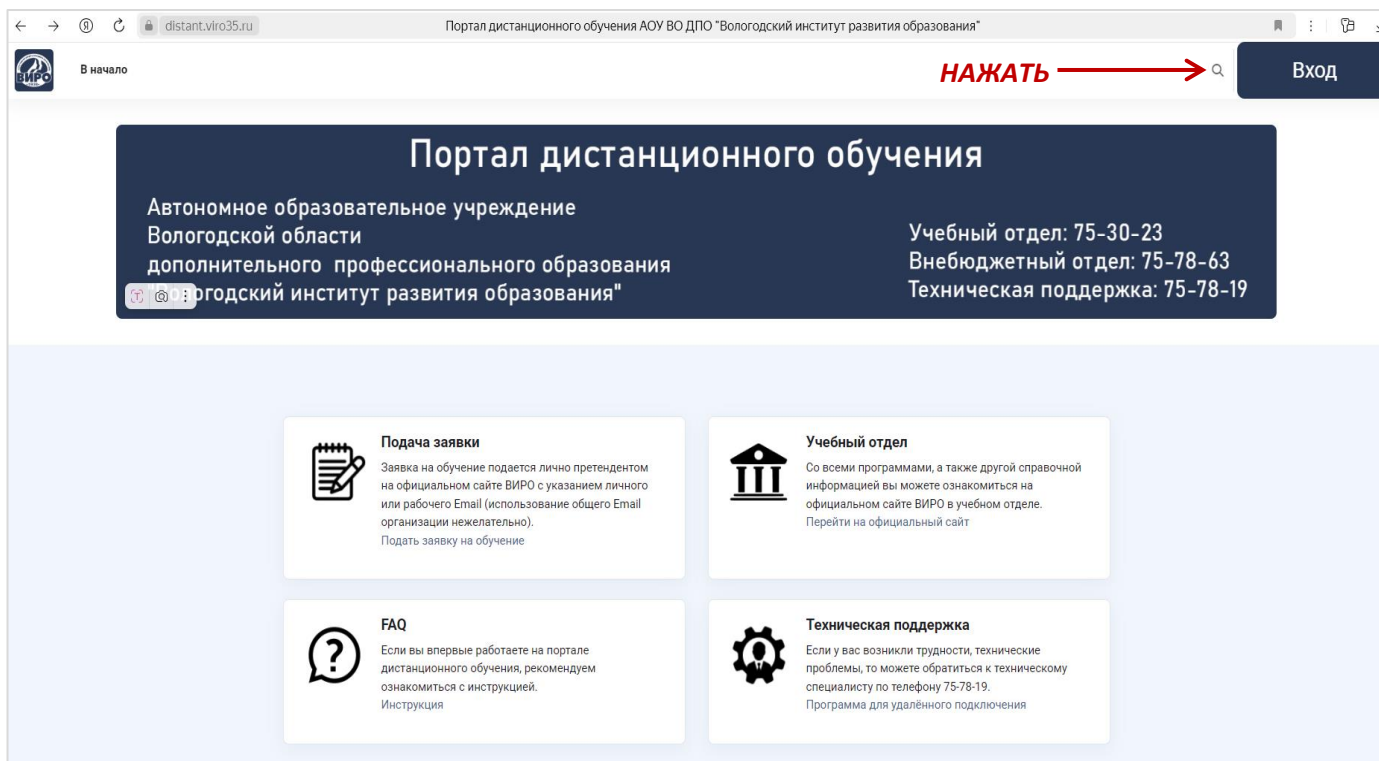 distant.viro35.ru
Портал дистанционного обучения АОУ ВО ДПО "Вологодский институт развития образования"
ВИРО
В начало
НАЖАТЬ
Вход
Портал дистанционного обучения
Автономное образовательное учреждение
Вологодской области
дополнительного профессионального образования
"Вологодский институт развития образования"
Учебный отдел: 75-30-23
Внебюджетный отдел: 75-78-63
Техническая поддержка: 75-78-19
Подача заявки
Заявка на обучение подается лично претендентом
на официальном сайте ВИРО с указанием личного
или рабочего Email (использование общего Email
организации нежелательно).
Подать заявку на обучение
Учебный отдел
Со всеми программами, а также другой справочной
информацией вы можете ознакомиться на
официальном сайте ВИРО в учебном отделе.
Перейти на официальный сайт
FAQ
Если вы впервые работаете на портале
дистанционного обучения, рекомендуем
ознакомиться с инструкцией.
Инструкция
Техническая поддержка
Если у вас возникли трудности, технические
проблемы, то можете обратиться к техническому
специалисту по телефону 75-78-19.
Программа для удалённого подключения